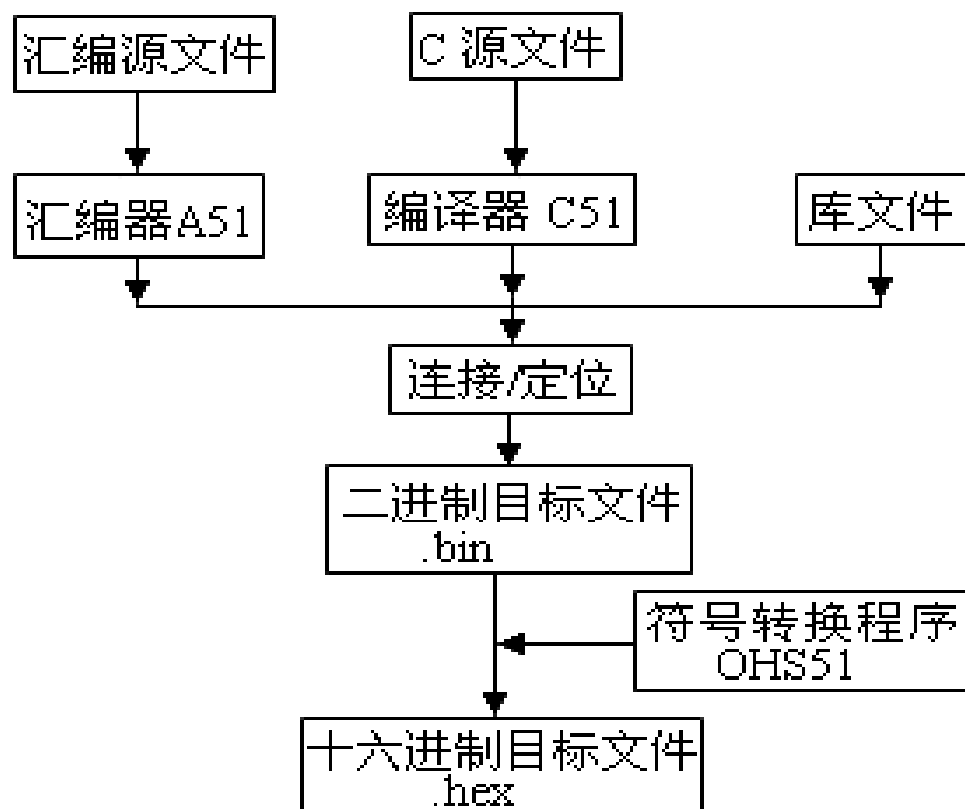 汇编源文件
C 源文件
汇编器A51
编译器 C51
库文件
连接/定位
二进制目标文件
.bin
符号转换程序
OHS51
十六进制目标文件
.hex